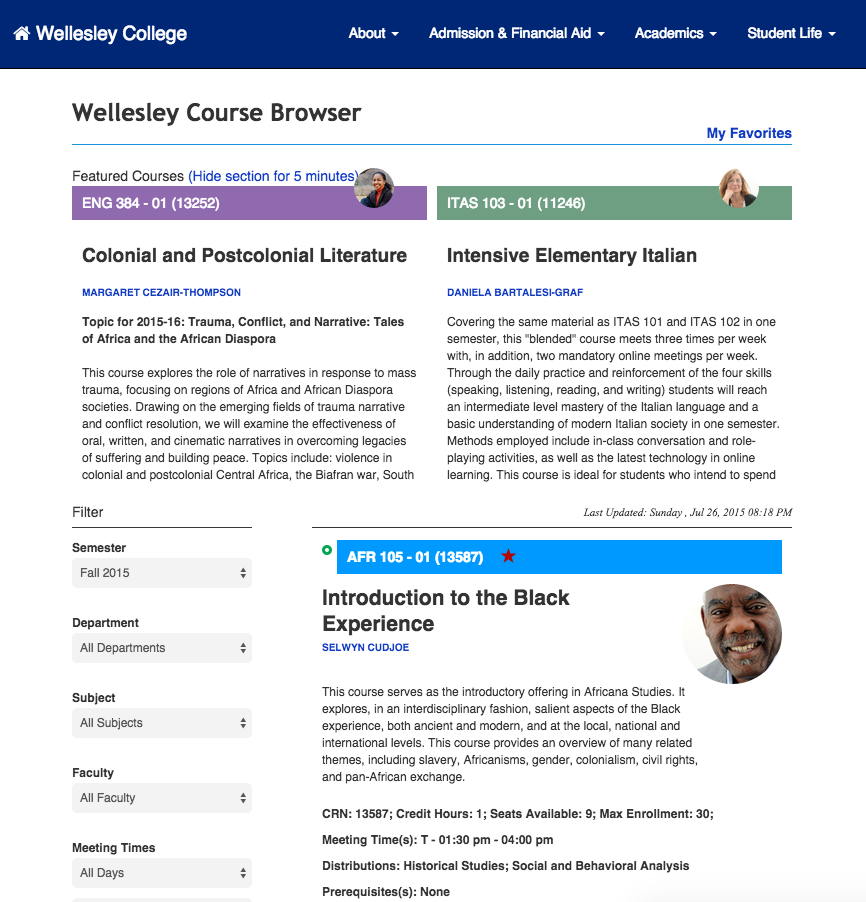 Wellesley College
About
Admission & Financial Aid
Academics
Student Life
Wellesley Course Browser
My Favorites
Featured Courses (Hide section for 5 minutes)
ENG 384 - 01 (13252)
Colonial and Postcolonial Literature
MARGARET CEZAIR-THOMPSON
Topic for 2015-16: Trauma, Conflict, and Narrative: Tales
of Africa and the African Diaspora
This course explores the role of narratives in response to mass
trauma, focusing on regions of Africa and African Diaspora
societies. Drawing on the emerging fields of trauma narrative
and conflict resolution, we will examine the effectiveness of
oral, written, and cinematic narratives in overcoming legacies
of suffering and building peace. Topics include: violence in
colonial and postcolonial Central Africa, the Biafran war, South
ITAS 103 - 01 (11246)
Intensive Elementary Italian
DANIELA BARTALESI-GRAF
Covering the same material as ITAS 101 and ITAS 102 in one
semester, this "blended" course meets three times per week
with, in addition, two mandatory online meetings per week.
Through the daily practice and reinforcement of the four skills
(speaking, listening, reading, and writing) students will reach
an intermediate level mastery of the Italian language and a
basic understanding of modern Italian society in one semester.
Methods employed include in-class conversation and role-
playing activities, as well as the latest technology in online
learning. This course is ideal for students who intend to spend
Filter
Semester
Fall 2015
Department
All Departments
Subject
All Subjects
Faculty
All Faculty
Meeting Times
All Days
Last Updated: Sunday , Jul 26, 2015 08:18 PM
AFR 105 - 01 (13587)
Introduction to the Black
Experience
SELWYN CUDJOE
This course serves as the introductory offering in Africana Studies. It
explores, in an interdisciplinary fashion, salient aspects of the Black
experience, both ancient and modern, and at the local, national and
international levels. This course provides an overview of many related
themes, including slavery, Africanisms, gender, colonialism, civil rights,
and pan-African exchange.
CRN: 13587; Credit Hours: 1; Seats Available: 9; Max Enrollment: 30;
Meeting Time(s): T - 01:30 pm - 04:00 pm
Distributions: Historical Studies; Social and Behavioral Analysis
Prerequisites(s): None